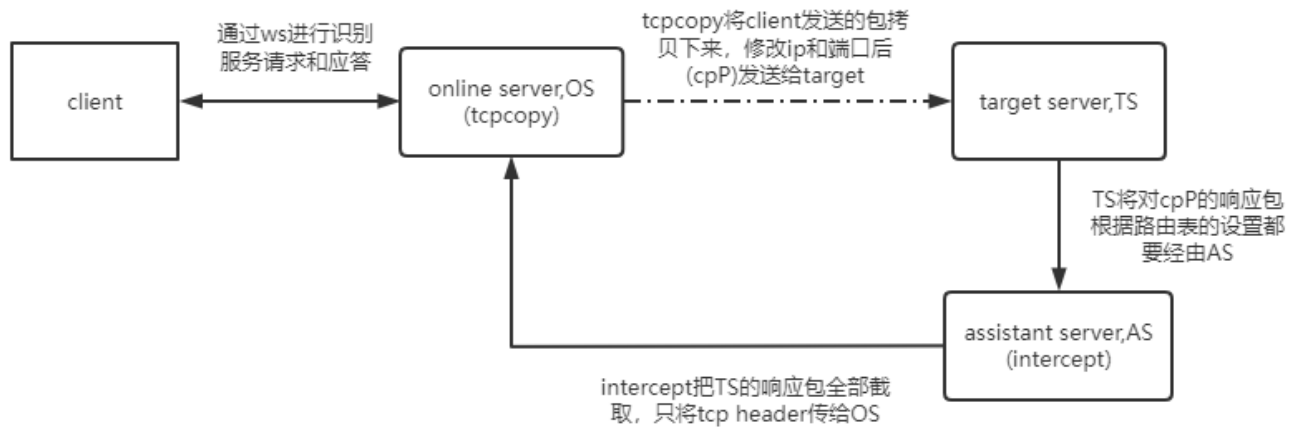 client
通过ws进行识别
服务请求和应答
online server,OS
(tcpcopy)
tcpcopy将client发送的包拷
贝下来，修改ip和端口后
(cpP)发送给target
target server,TS
TS将对cpP的响应包
根据路由表的设置都
要经由AS
assistant server,AS
(intercept)
intercept把TS的响应包全部截
取，只将tcp header传给OS